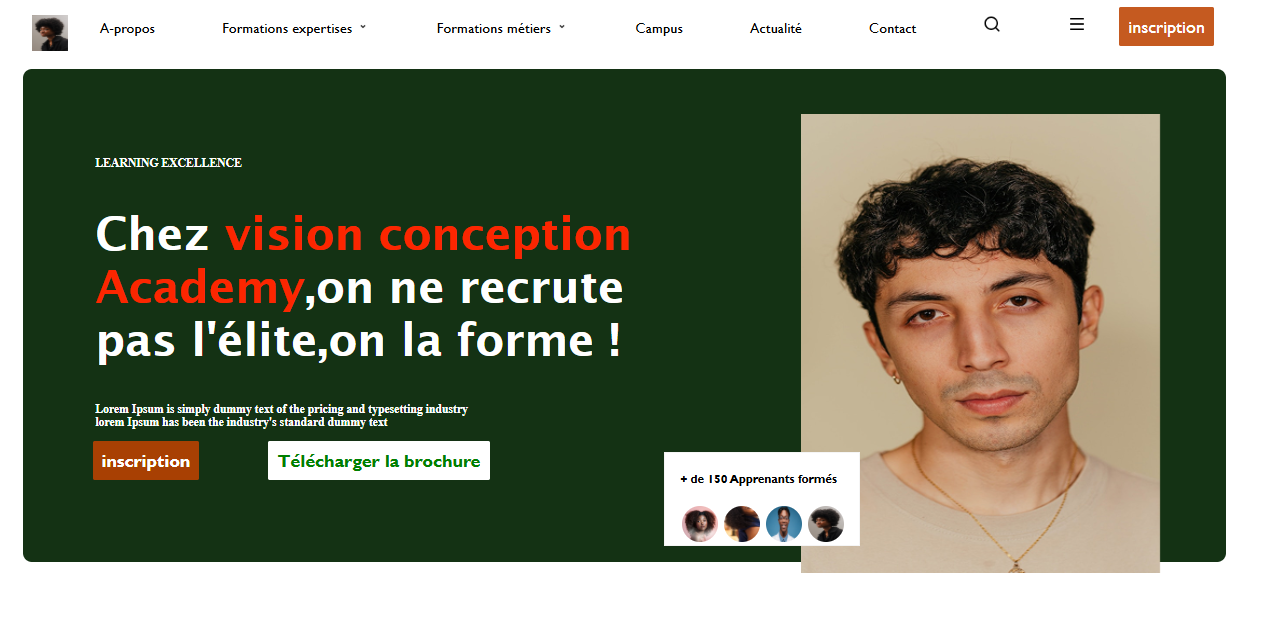 A-propos
Formations expertises
Formations métiers
Campus
Actualité
Contact
inscription
LEARNING EXCELLENCE
Chez vision conception
Academy,on ne recrute
pas l'élite,on la forme !
Lorem Ipsum is simply dummy text of the pricing and typesetting industry
lorem Ipsum has been the industry's standard dummy text
inscription
Télécharger la brochure
+ de 150 Apprenants formés